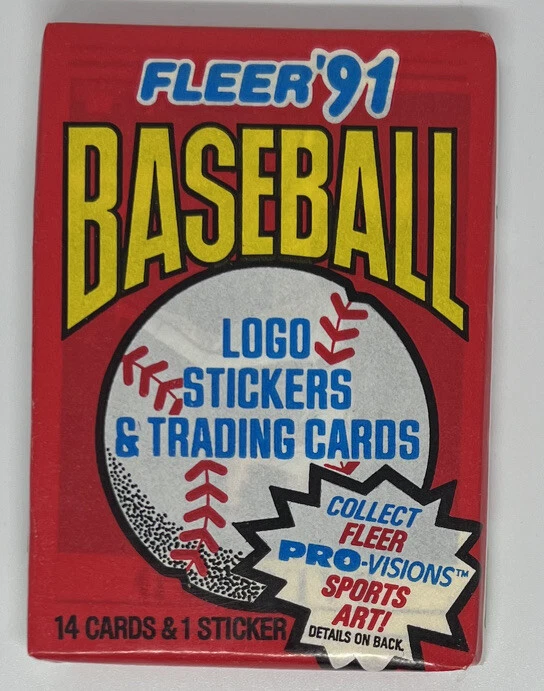 FLEER '91
BASEBALL
LOGO
STICKERS
& TRADING CARDS
COLLECT
FLEER
PRO-VISIONS™
SPORTS
ART!
DETAILS ON BACK.
14 CARDS & 1 STICKER